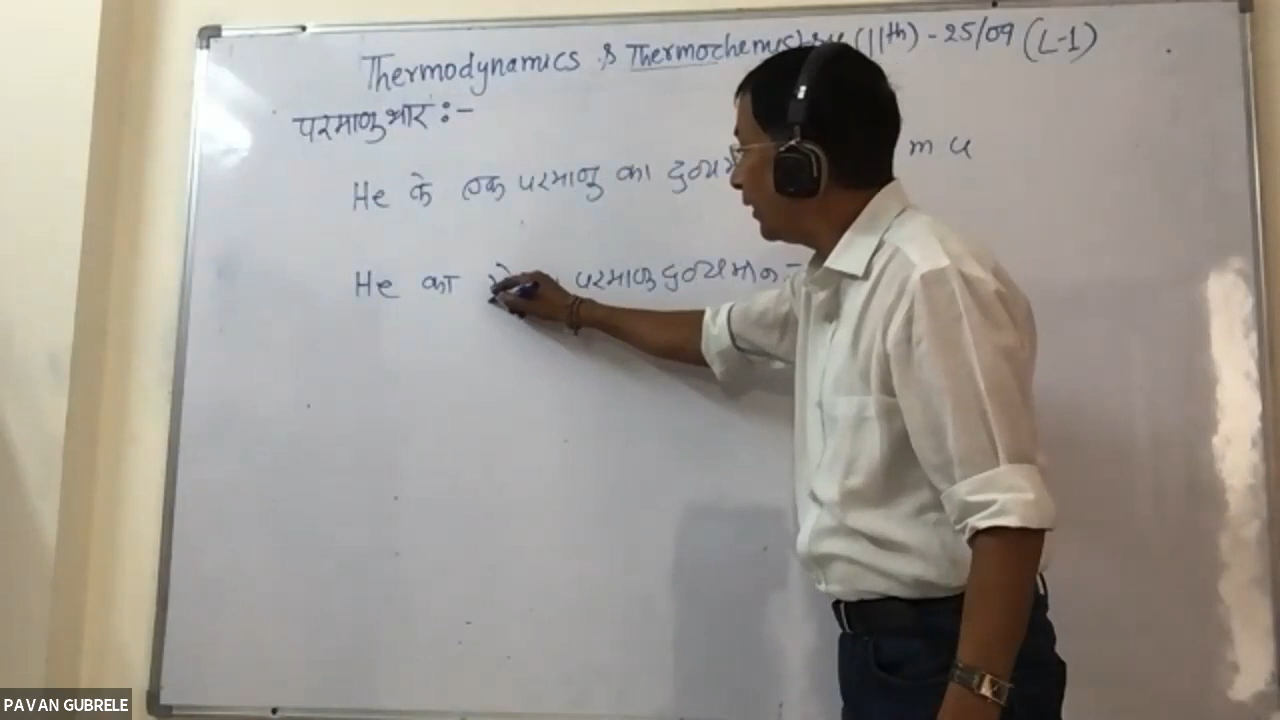 Thermodynamics & Thermochemistry (11th) - 25/09 (L-1)
परमाणु भार :-
He के एक परमाणु का द्रव्यमान m u
He का परमाणु द्रव्यमान :-
PAVAN GUBRELE